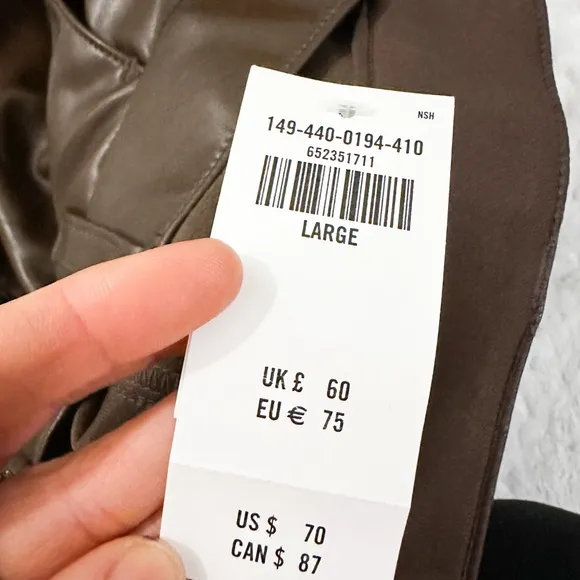 NSH
149-440-0194-410
652351711
LARGE
UK £ 60
EU € 75
US $ 70
CAN $ 87